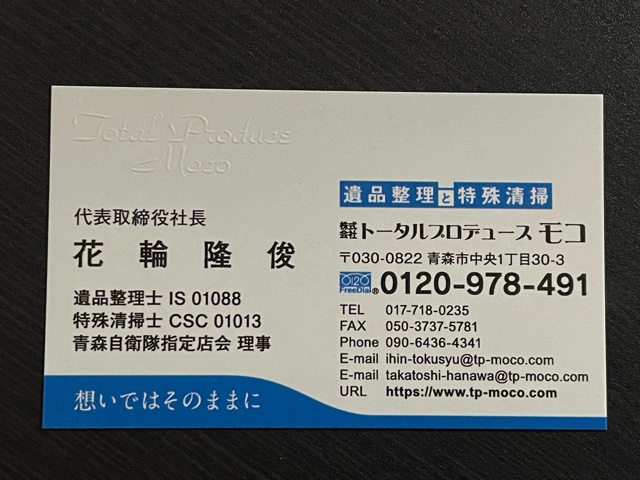 Total Produce
Moco
代表取締役社長
花輪隆俊
遺品整理士 IS 01088
特殊清掃士 CSC 01013
青森自衛隊指定店会 理事
想いではそのままに
遺品整理と特殊清掃
株式会社トータルプロデュース モコ
〒030-0822 青森市中央1丁目30-3
FreeDial® 0120-978-491
TEL 017-718-0235
FAX 050-3737-5781
Phone 090-6436-4341
E-mail ihin-tokusyu@tp-moco.com
E-mail takatoshi-hanawa@tp-moco.com
URL https://www.tp-moco.com